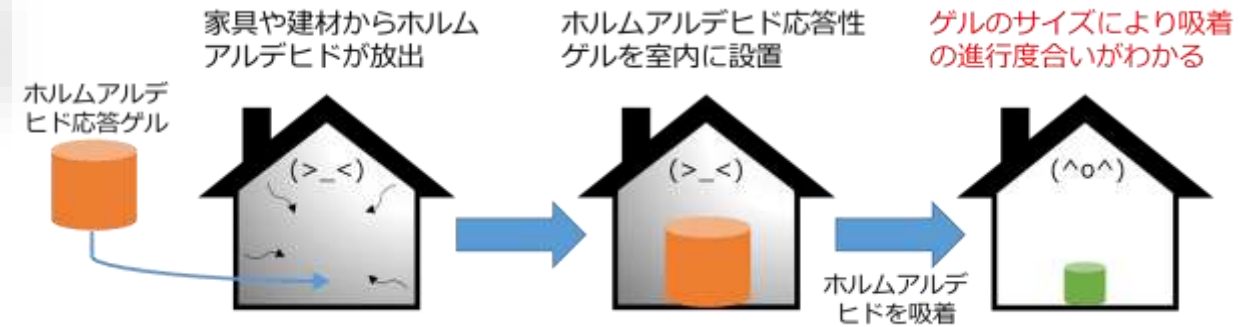 家具や建材からホルム
アルデヒドが放出
ホルムアルデヒド応答性
ゲルを室内に設置
ゲルのサイズにより吸着
の進行度合いがわかる
ホルムアルデ
ヒド応答ゲル
(>_<)
(>_<)
(^o^)
ホルムアルデ
ヒドを吸着